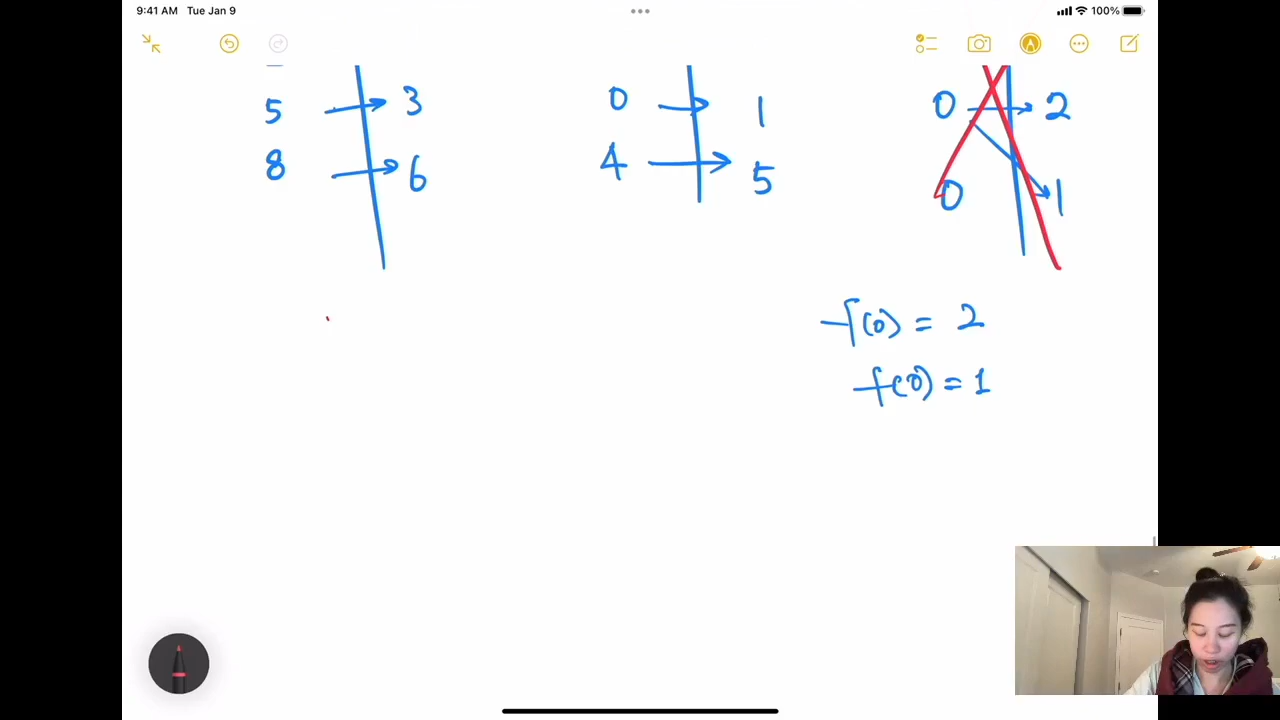 9:41 AM Tue Jan 9
100%
5 → 3
0 → 1
0 → 2
8 → 6
4 → 5
0 1
f(0) = 2
f(0) = 1